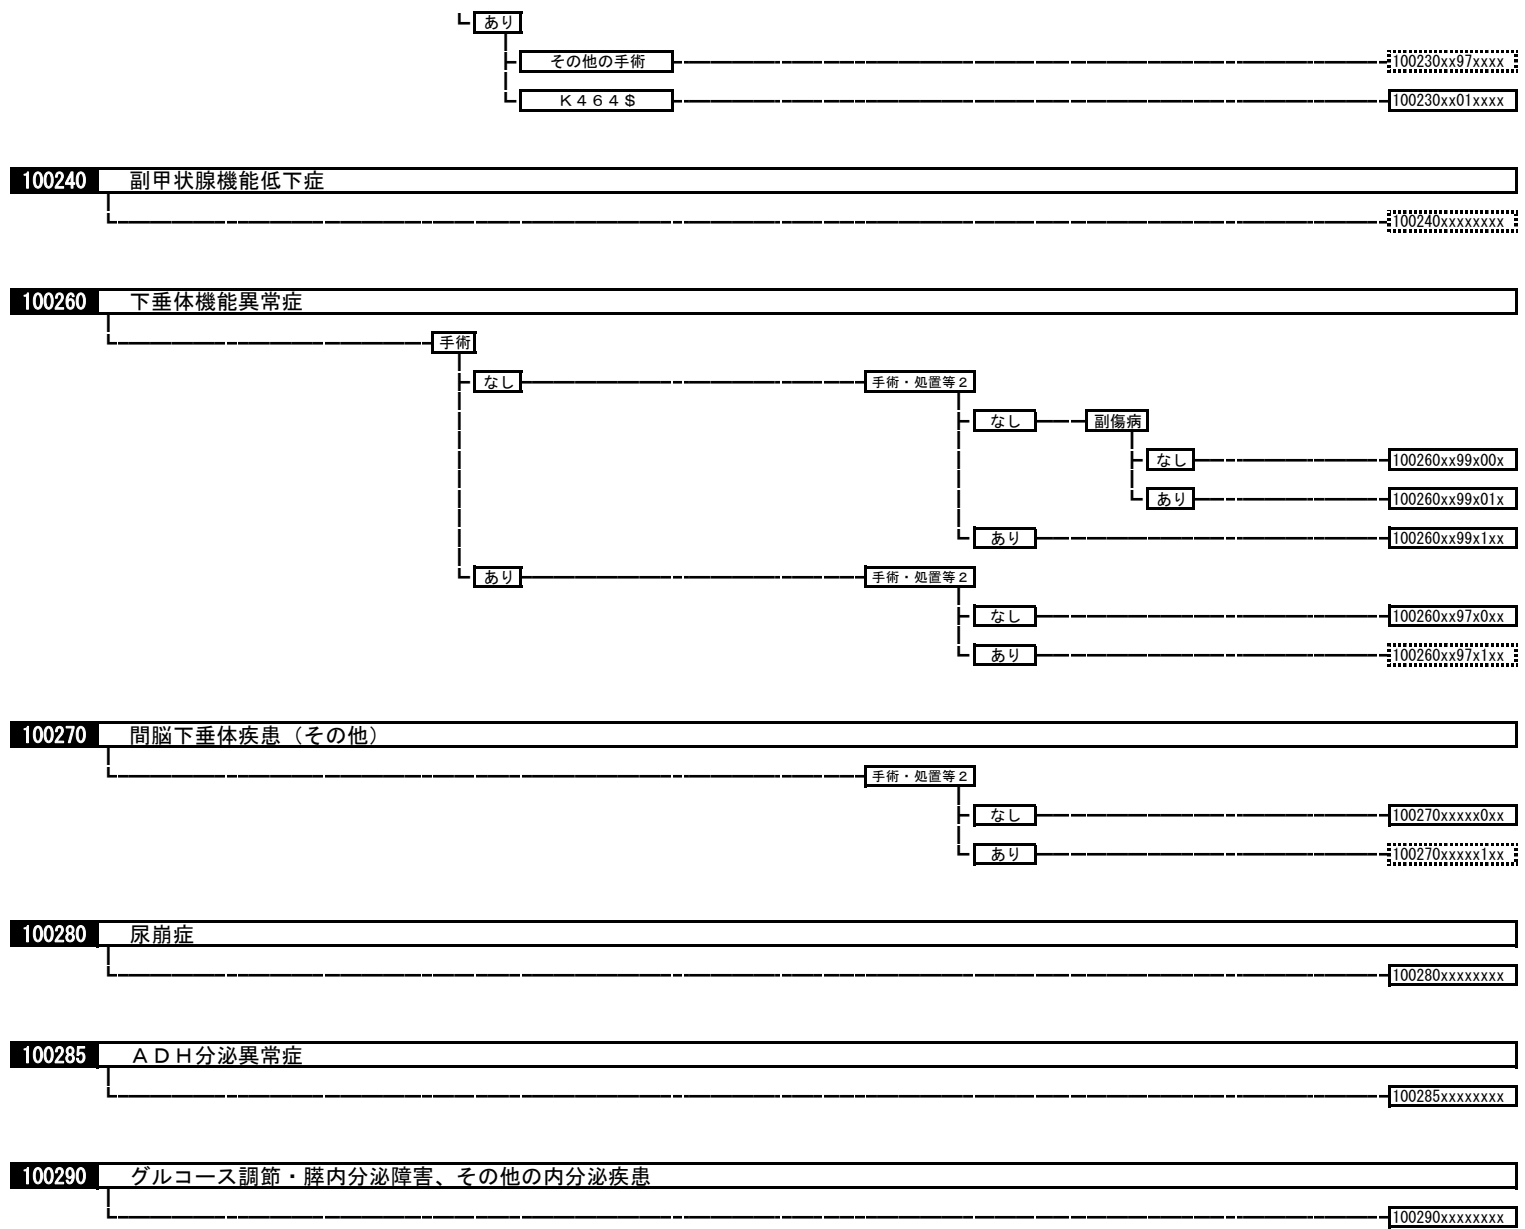 あり
その他の手術 100230xx97xxxx
Ｋ４６４＄ 100230xx01xxxx
100240 副甲状腺機能低下症
100240xxxxxxxx
100260 下垂体機能異常症
手術
なし 手術・処置等２
なし 副傷病
なし 100260xx99x00x
あり 100260xx99x01x
あり 100260xx99x1xx
あり 手術・処置等２
なし 100260xx97x0xx
あり 100260xx97x1xx
100270 間脳下垂体疾患（その他）
手術・処置等２
なし 100270xxxxx0xx
あり 100270xxxxx1xx
100280 尿崩症
100280xxxxxxxx
100285 ＡＤＨ分泌異常症
100285xxxxxxxx
100290 グルコース調節・膵内分泌障害、その他の内分泌疾患
100290xxxxxxxx